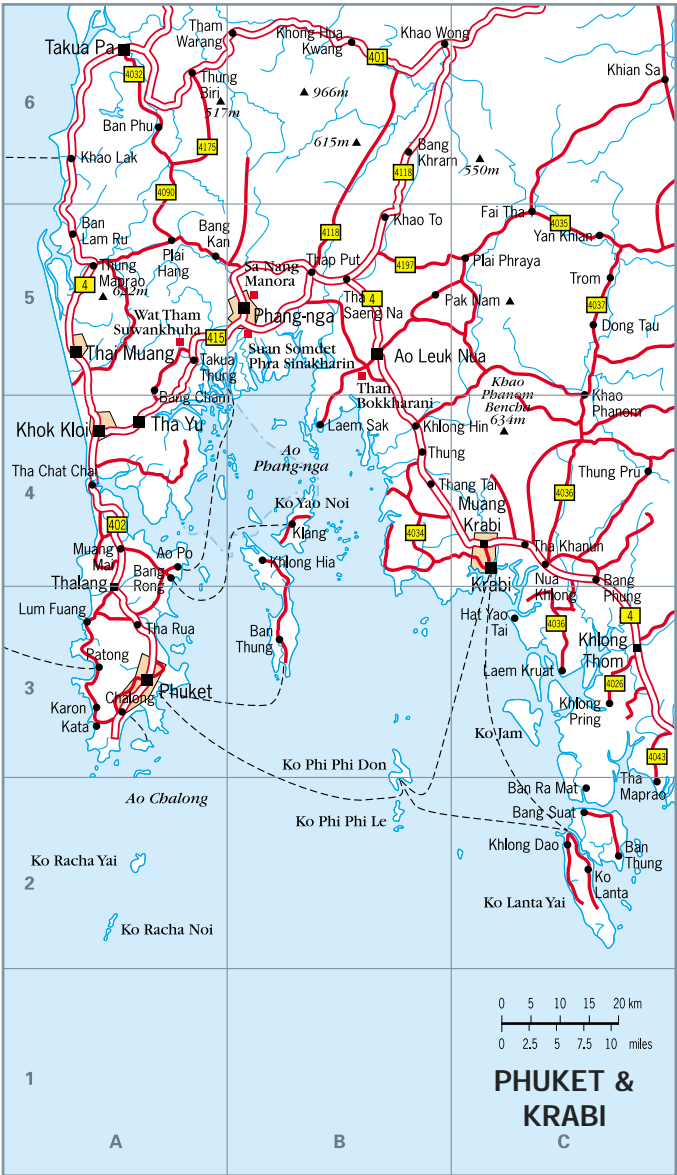 Tham
Warang
Khong Hua
Kwang
Khao Wong
Takua Pa
4032
401
Thung
Biri
517m
966m
Khian Sa
6
Ban Phu
615m
4175
Bang
Khram
Khao Lak
550m
4118
4090
Ban
Lam Ru
Bang
Kan
Khao To
Fai Tha
4035
4118
Yan Khian
Plai
Hang
Thap Put
4197
Plai Phraya
Thung
Maprao
Sa Nang
Manora
Trom
4
622m
5
Tha
Saeng Na
4
Pak Nam
4037
Wat Tham
Suwankhuha
Phang-nga
Dong Tau
415
Thai Muang
Suan Somdet
Phra Sinakharin
Ao Leuk Nua
Takua
Thung
Than
Bokkharani
Khao
Phanom
Bencha
634m
Bang Cham
Khao
Phanom
Khok Kloi
Tha Yu
Laem Sak
Khlong Hin
Ao
Phang-nga
Thung
Tha Chat Chai
Thung Pru
4
Thang Tai
4036
Ko Yao Noi
Muang
Krabi
402
Klang
4034
Muang
Mai
Ao Po
Tha Khanun
Khlong Hia
Bang
Rong
Krabi
Nua
Khlong
Bang
Phung
Thalang
Lum Fuang
Hat Yao
Tai
4
Tha Rua
Ban
Thung
4036
Khlong
Thom
Patong
Laem Kruat
3
Phuket
4026
Chalong
Karon
Khlong
Pring
Kata
Ko Jam
Ko Phi Phi Don
4043
Tha
Maprao
Ban Ra Mat
Ao Chalong
Ko Phi Phi Le
Bang Suat
Khlong Dao
Ban
Thung
Ko Racha Yai
2
Ko
Lanta
Ko Lanta Yai
Ko Racha Noi
0 5 10 15 20 km
0 2.5 5 7.5 10 miles
1
PHUKET &
KRABI
A B C